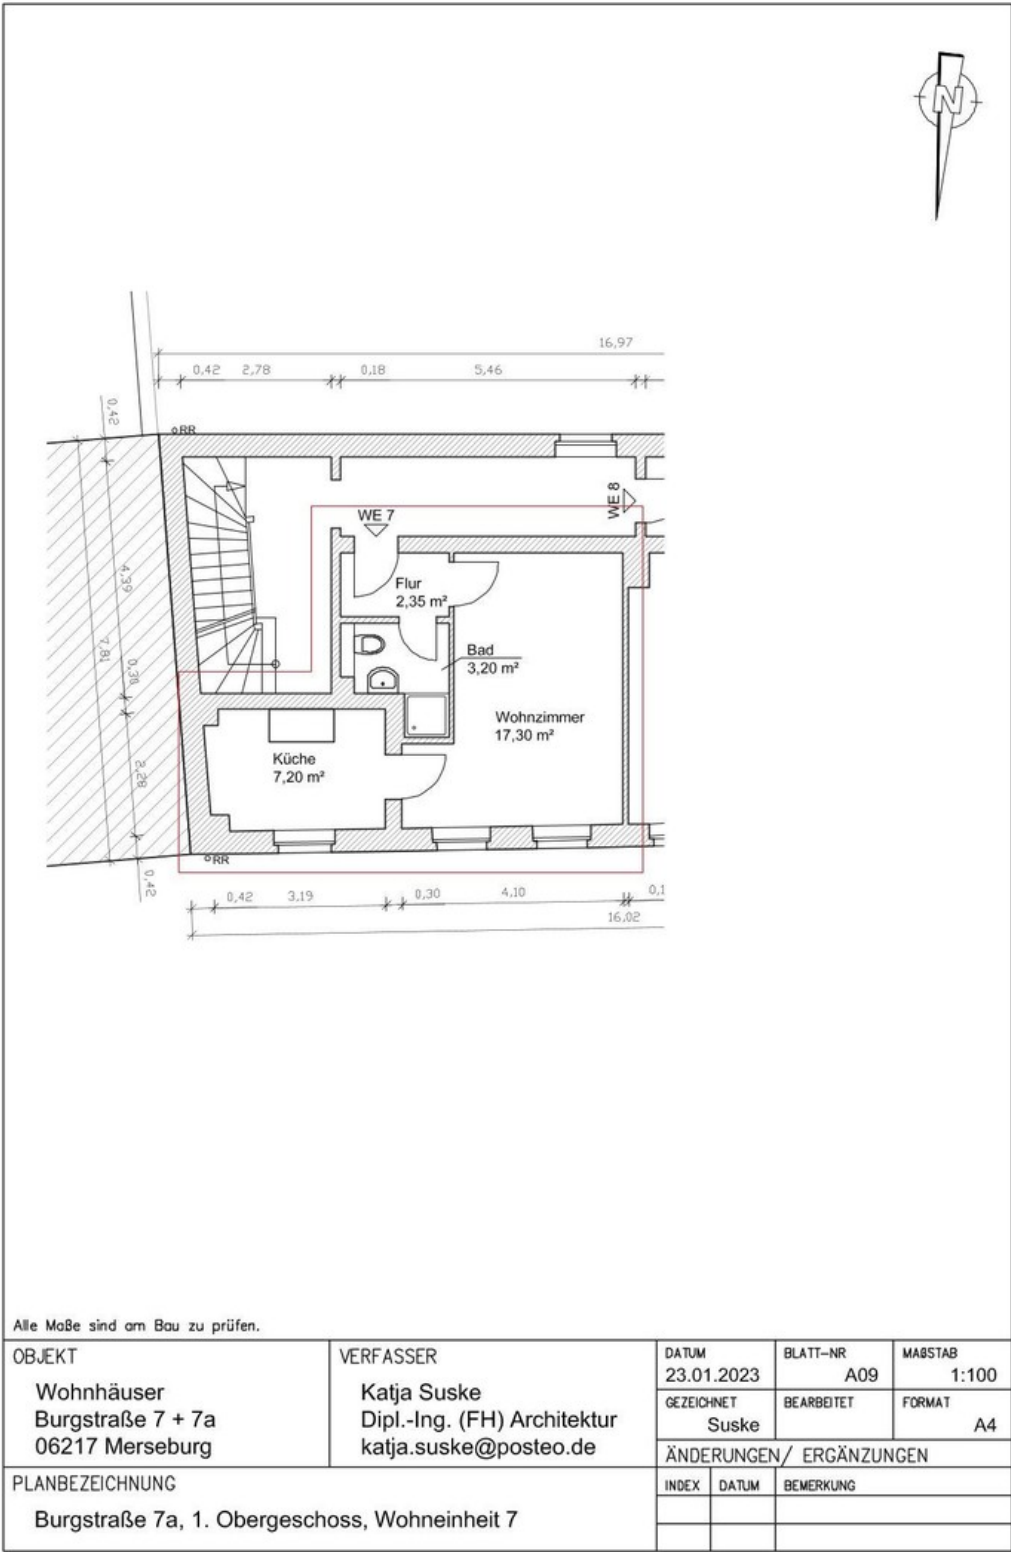 N
16,97
0,42 2,78 0,18 5,46
0,42
RR
WE 7
WE 8
Flur
2,35 m²
4,39
7,81
0,30
Bad
3,20 m²
Wohnzimmer
17,30 m²
Küche
7,20 m²
2,28
RR
0,42
0,42 3,19 0,30 4,10 0,1
16,02
Alle Maße sind am Bau zu prüfen.
OBJEKT
Wohnhäuser
Burgstraße 7 + 7a
06217 Merseburg
VERFASSER
Katja Suske
Dipl.-Ing. (FH) Architektur
katja.suske@posteo.de
DATUM
23.01.2023
BLATT-NR
A09
MAßSTAB
1:100
GEZEICHNET
Suske
BEARBEITET
FORMAT
A4
ÄNDERUNGEN/ ERGÄNZUNGEN
INDEX DATUM BEMERKUNG
PLANBEZEICHNUNG
Burgstraße 7a, 1. Obergeschoss, Wohneinheit 7